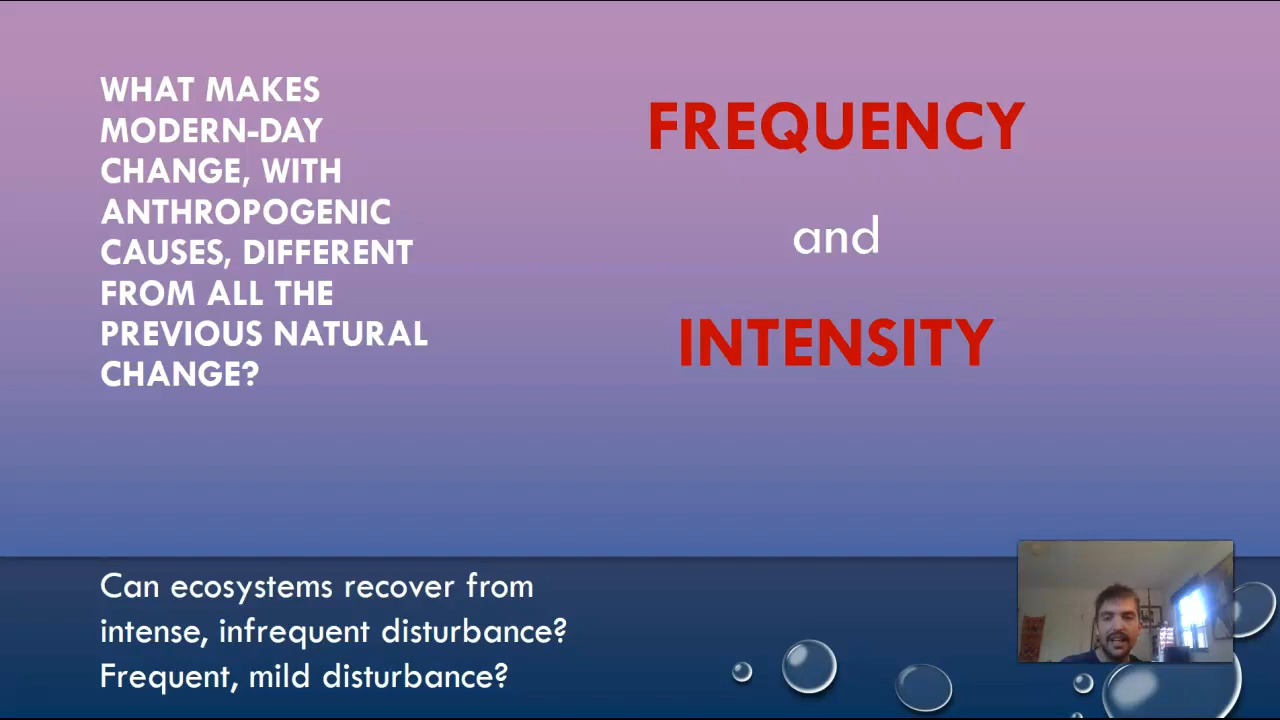 WHAT MAKES
MODERN-DAY
CHANGE, WITH
ANTHROPOGENIC
CAUSES, DIFFERENT
FROM ALL THE
PREVIOUS NATURAL
CHANGE?
FREQUENCY
and
INTENSITY
Can ecosystems recover from
intense, infrequent disturbance?
Frequent, mild disturbance?